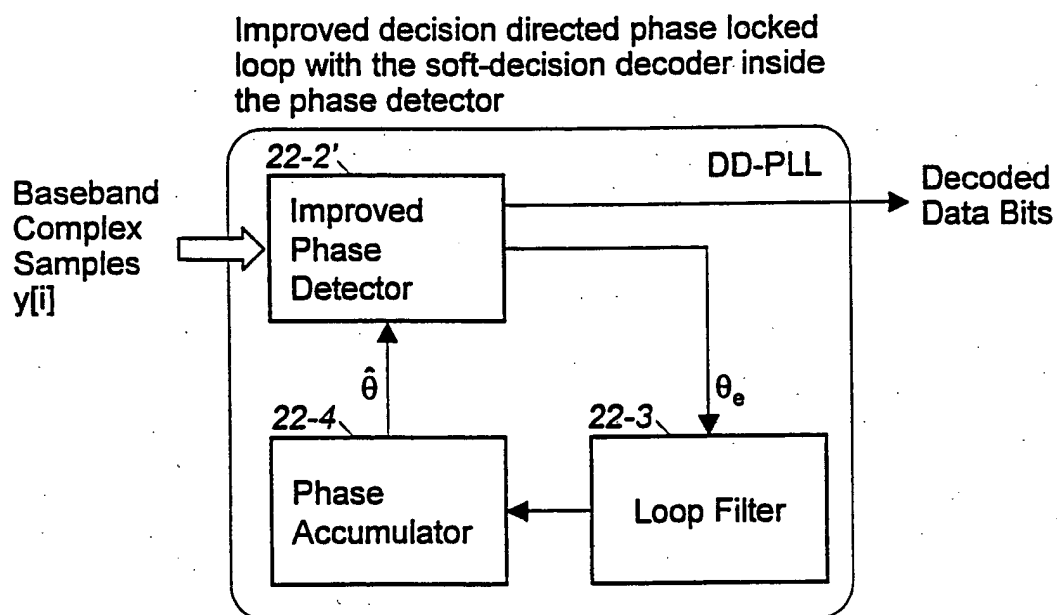 Improved decision directed phase locked
loop with the soft-decision decoder inside
the phase detector
22-2'
DD-PLL
Baseband
Complex
Samples
y[i]
Improved
Phase
Detector
Decoded
Data Bits
θ̂
θₑ
22-4
22-3
Phase
Accumulator
Loop Filter